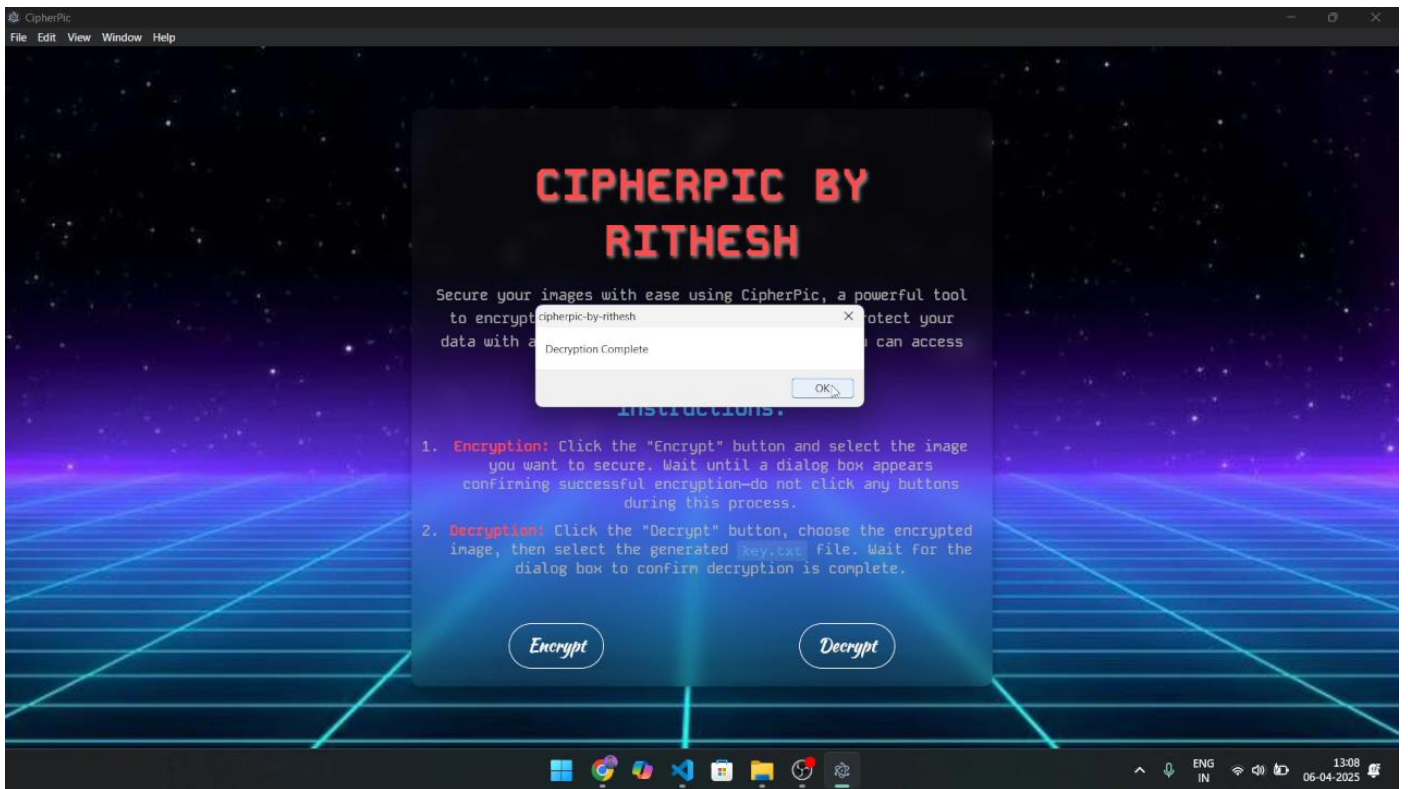 CipherPic
File Edit View Window Help
CIPHERPIC BY
RITHESH
Secure your images with ease using CipherPic, a powerful tool
to encrypt
otect your
data with a
can access
cipherpic-by-rithesh
Decryption Complete
OK
Instructions:
1. Encryption: Click the "Encrypt" button and select the image
you want to secure. Wait until a dialog box appears
confirming successful encryption—do not click any buttons
during this process.
2. Decryption: Click the "Decrypt" button, choose the encrypted
image, then select the generated key.txt file. Wait for the
dialog box to confirm decryption is complete.
Encrypt
Decrypt
ENG
IN
13:08
06-04-2025